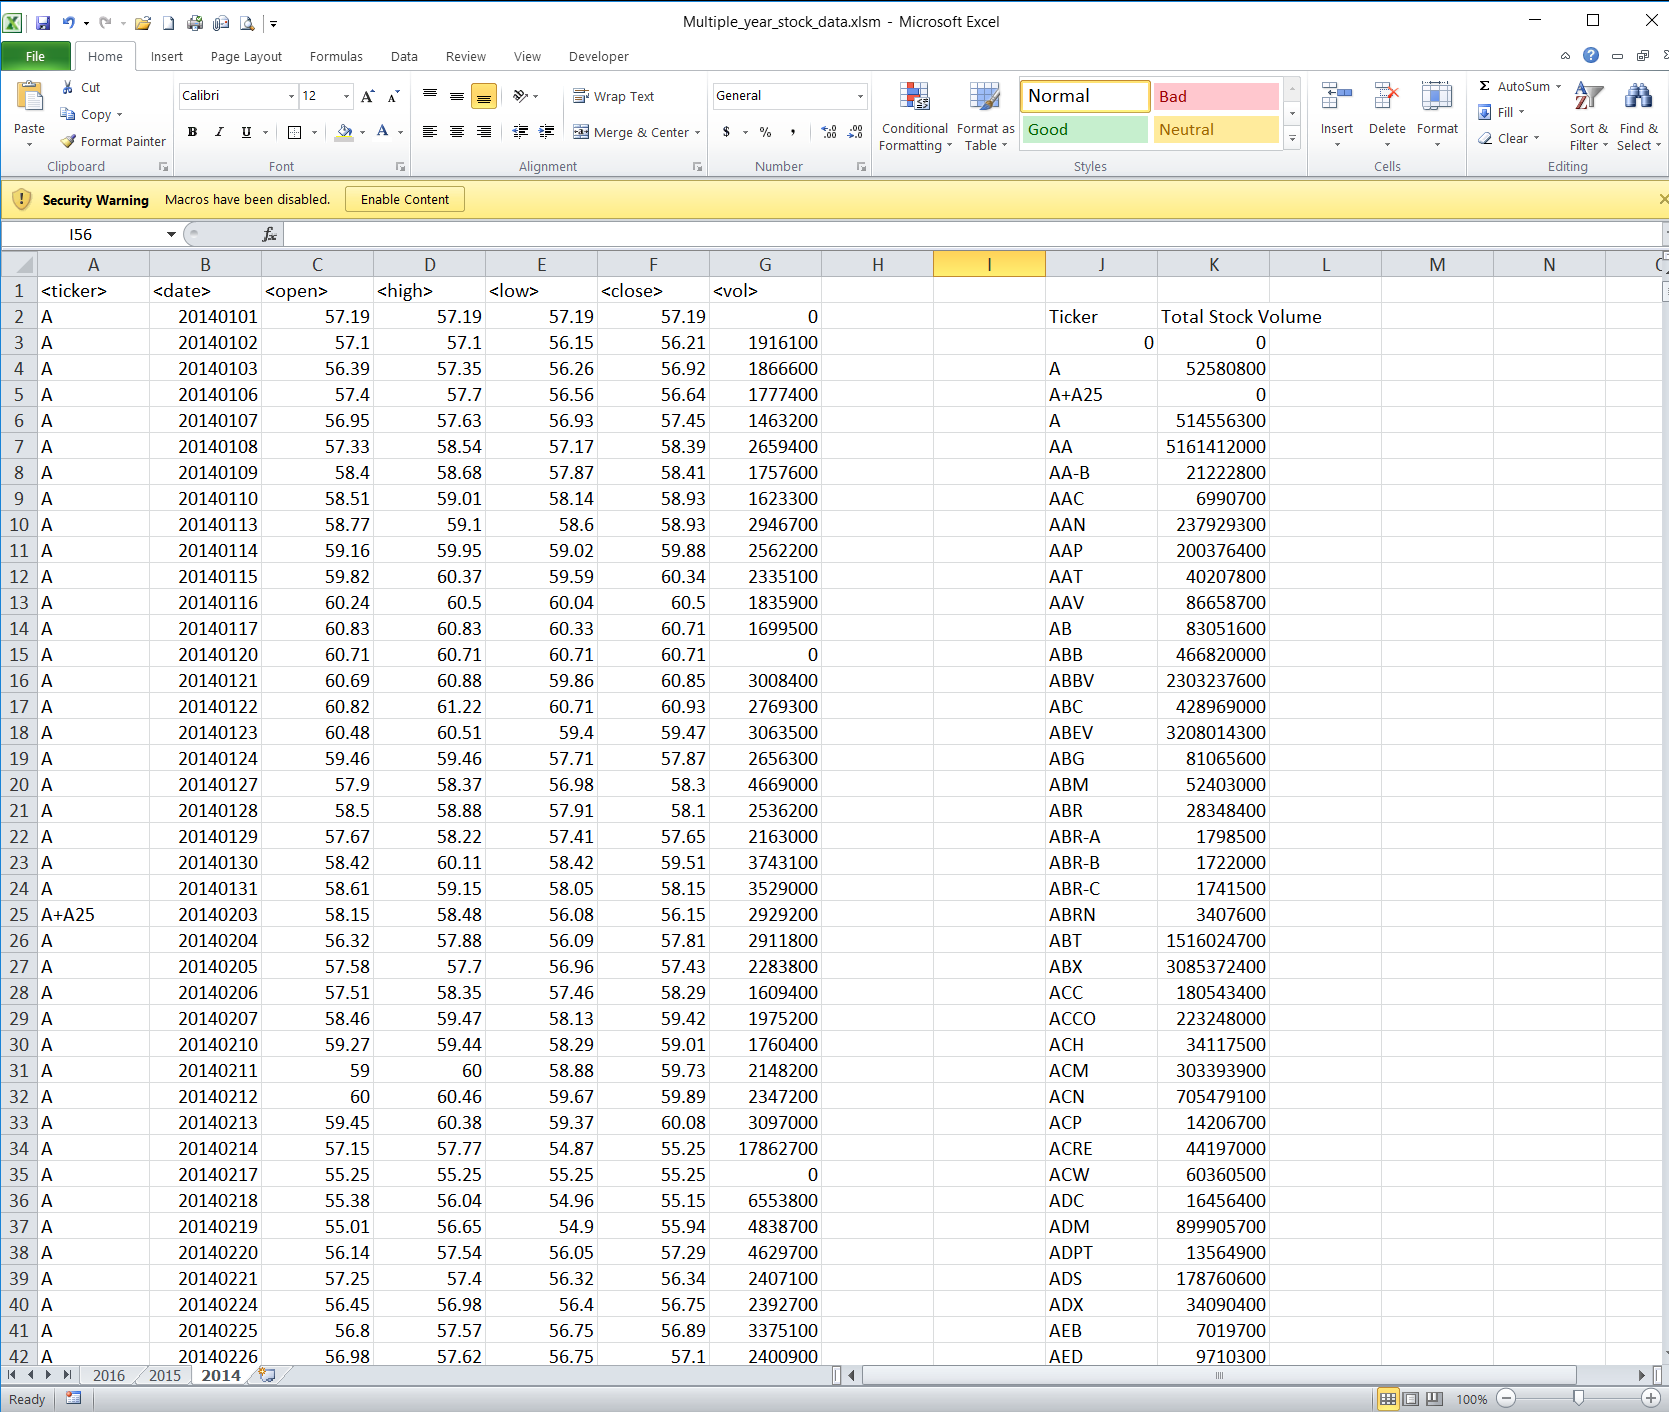 Multiple_year_stock_data.xlsm - Microsoft Excel
File Home Insert Page Layout Formulas Data Review View Developer
Paste Cut Copy Format Painter Clipboard
Calibri 12 B I U A Font
Wrap Text Merge & Center Alignment
General $ % , Number
Conditional Formatting Format as Table Normal Bad Good Neutral Styles
Insert Delete Format Cells
Σ AutoSum Fill Clear Sort & Filter Find & Select Editing
Security Warning Macros have been disabled. Enable Content
I56 fx
A B C D E F G H I J K L M N
1 <ticker> <date> <open> <high> <low> <close> <vol>
2 A 20140101 57.19 57.19 57.19 57.19 0 Ticker Total Stock Volume
3 A 20140102 57.1 57.1 56.15 56.21 1916100 0 0
4 A 20140103 56.39 57.35 56.26 56.92 1866600 A 52580800
5 A 20140106 57.4 57.7 56.56 56.64 1777400 A+A25 0
6 A 20140107 56.95 57.63 56.93 57.45 1463200 A 514556300
7 A 20140108 57.33 58.54 57.17 58.39 2659400 AA 5161412000
8 A 20140109 58.4 58.68 57.87 58.41 1757600 AA-B 21222800
9 A 20140110 58.51 59.01 58.14 58.93 1623300 AAC 6990700
10 A 20140113 58.77 59.1 58.6 58.93 2946700 AAN 237929300
11 A 20140114 59.16 59.95 59.02 59.88 2562200 AAP 200376400
12 A 20140115 59.82 60.37 59.59 60.34 2335100 AAT 40207800
13 A 20140116 60.24 60.5 60.04 60.5 1835900 AAV 86658700
14 A 20140117 60.83 60.83 60.33 60.71 1699500 AB 83051600
15 A 20140120 60.71 60.71 60.71 60.71 0 ABB 466820000
16 A 20140121 60.69 60.88 59.86 60.85 3008400 ABBV 2303237600
17 A 20140122 60.82 61.22 60.71 60.93 2769300 ABC 428969000
18 A 20140123 60.48 60.51 59.4 59.47 3063500 ABEV 3208014300
19 A 20140124 59.46 59.46 57.71 57.87 2656300 ABG 81065600
20 A 20140127 57.9 58.37 56.98 58.3 4669000 ABM 52403000
21 A 20140128 58.5 58.88 57.91 58.1 2536200 ABR 28348400
22 A 20140129 57.67 58.22 57.41 57.65 2163000 ABR-A 1798500
23 A 20140130 58.42 60.11 58.42 59.51 3743100 ABR-B 1722000
24 A 20140131 58.61 59.15 58.05 58.15 3529000 ABR-C 1741500
25 A+A25 20140203 58.15 58.48 56.08 56.15 2929200 ABRN 3407600
26 A 20140204 56.32 57.88 56.09 57.81 2911800 ABT 1516024700
27 A 20140205 57.58 57.7 56.96 57.43 2283800 ABX 3085372400
28 A 20140206 57.51 58.35 57.46 58.29 1609400 ACC 180543400
29 A 20140207 58.46 59.47 58.13 59.42 1975200 ACCO 223248000
30 A 20140210 59.27 59.44 58.29 59.01 1760400 ACH 34117500
31 A 20140211 59 60 58.88 59.73 2148200 ACM 303393900
32 A 20140212 60 60.46 59.67 59.89 2347200 ACN 705479100
33 A 20140213 59.45 60.38 59.37 60.08 3097000 ACP 14206700
34 A 20140214 57.15 57.77 54.87 55.25 17862700 ACRE 44197000
35 A 20140217 55.25 55.25 55.25 55.25 0 ACW 60360500
36 A 20140218 55.38 56.04 54.96 55.15 6553800 ADC 16456400
37 A 20140219 55.01 56.65 54.9 55.94 4838700 ADM 899905700
38 A 20140220 56.14 57.54 56.05 57.29 4629700 ADPT 13564900
39 A 20140221 57.25 57.4 56.32 56.34 2407100 ADS 178760600
40 A 20140224 56.45 56.98 56.4 56.75 2392700 ADX 34090400
41 A 20140225 56.8 57.57 56.75 56.89 3375100 AEB 7019700
42 A 20140226 56.98 57.62 56.75 57.1 2400900 AED 9710300
2016 2015 2014
Ready 100%